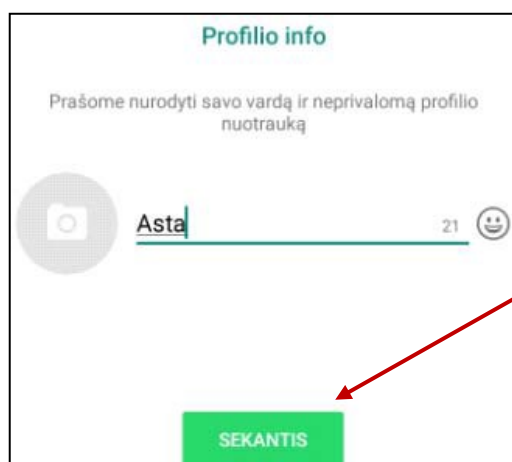 Profilio info
Prašome nurodyti savo vardą ir neprivalomą profilio
nuotrauką
Asta
21
SEKANTIS